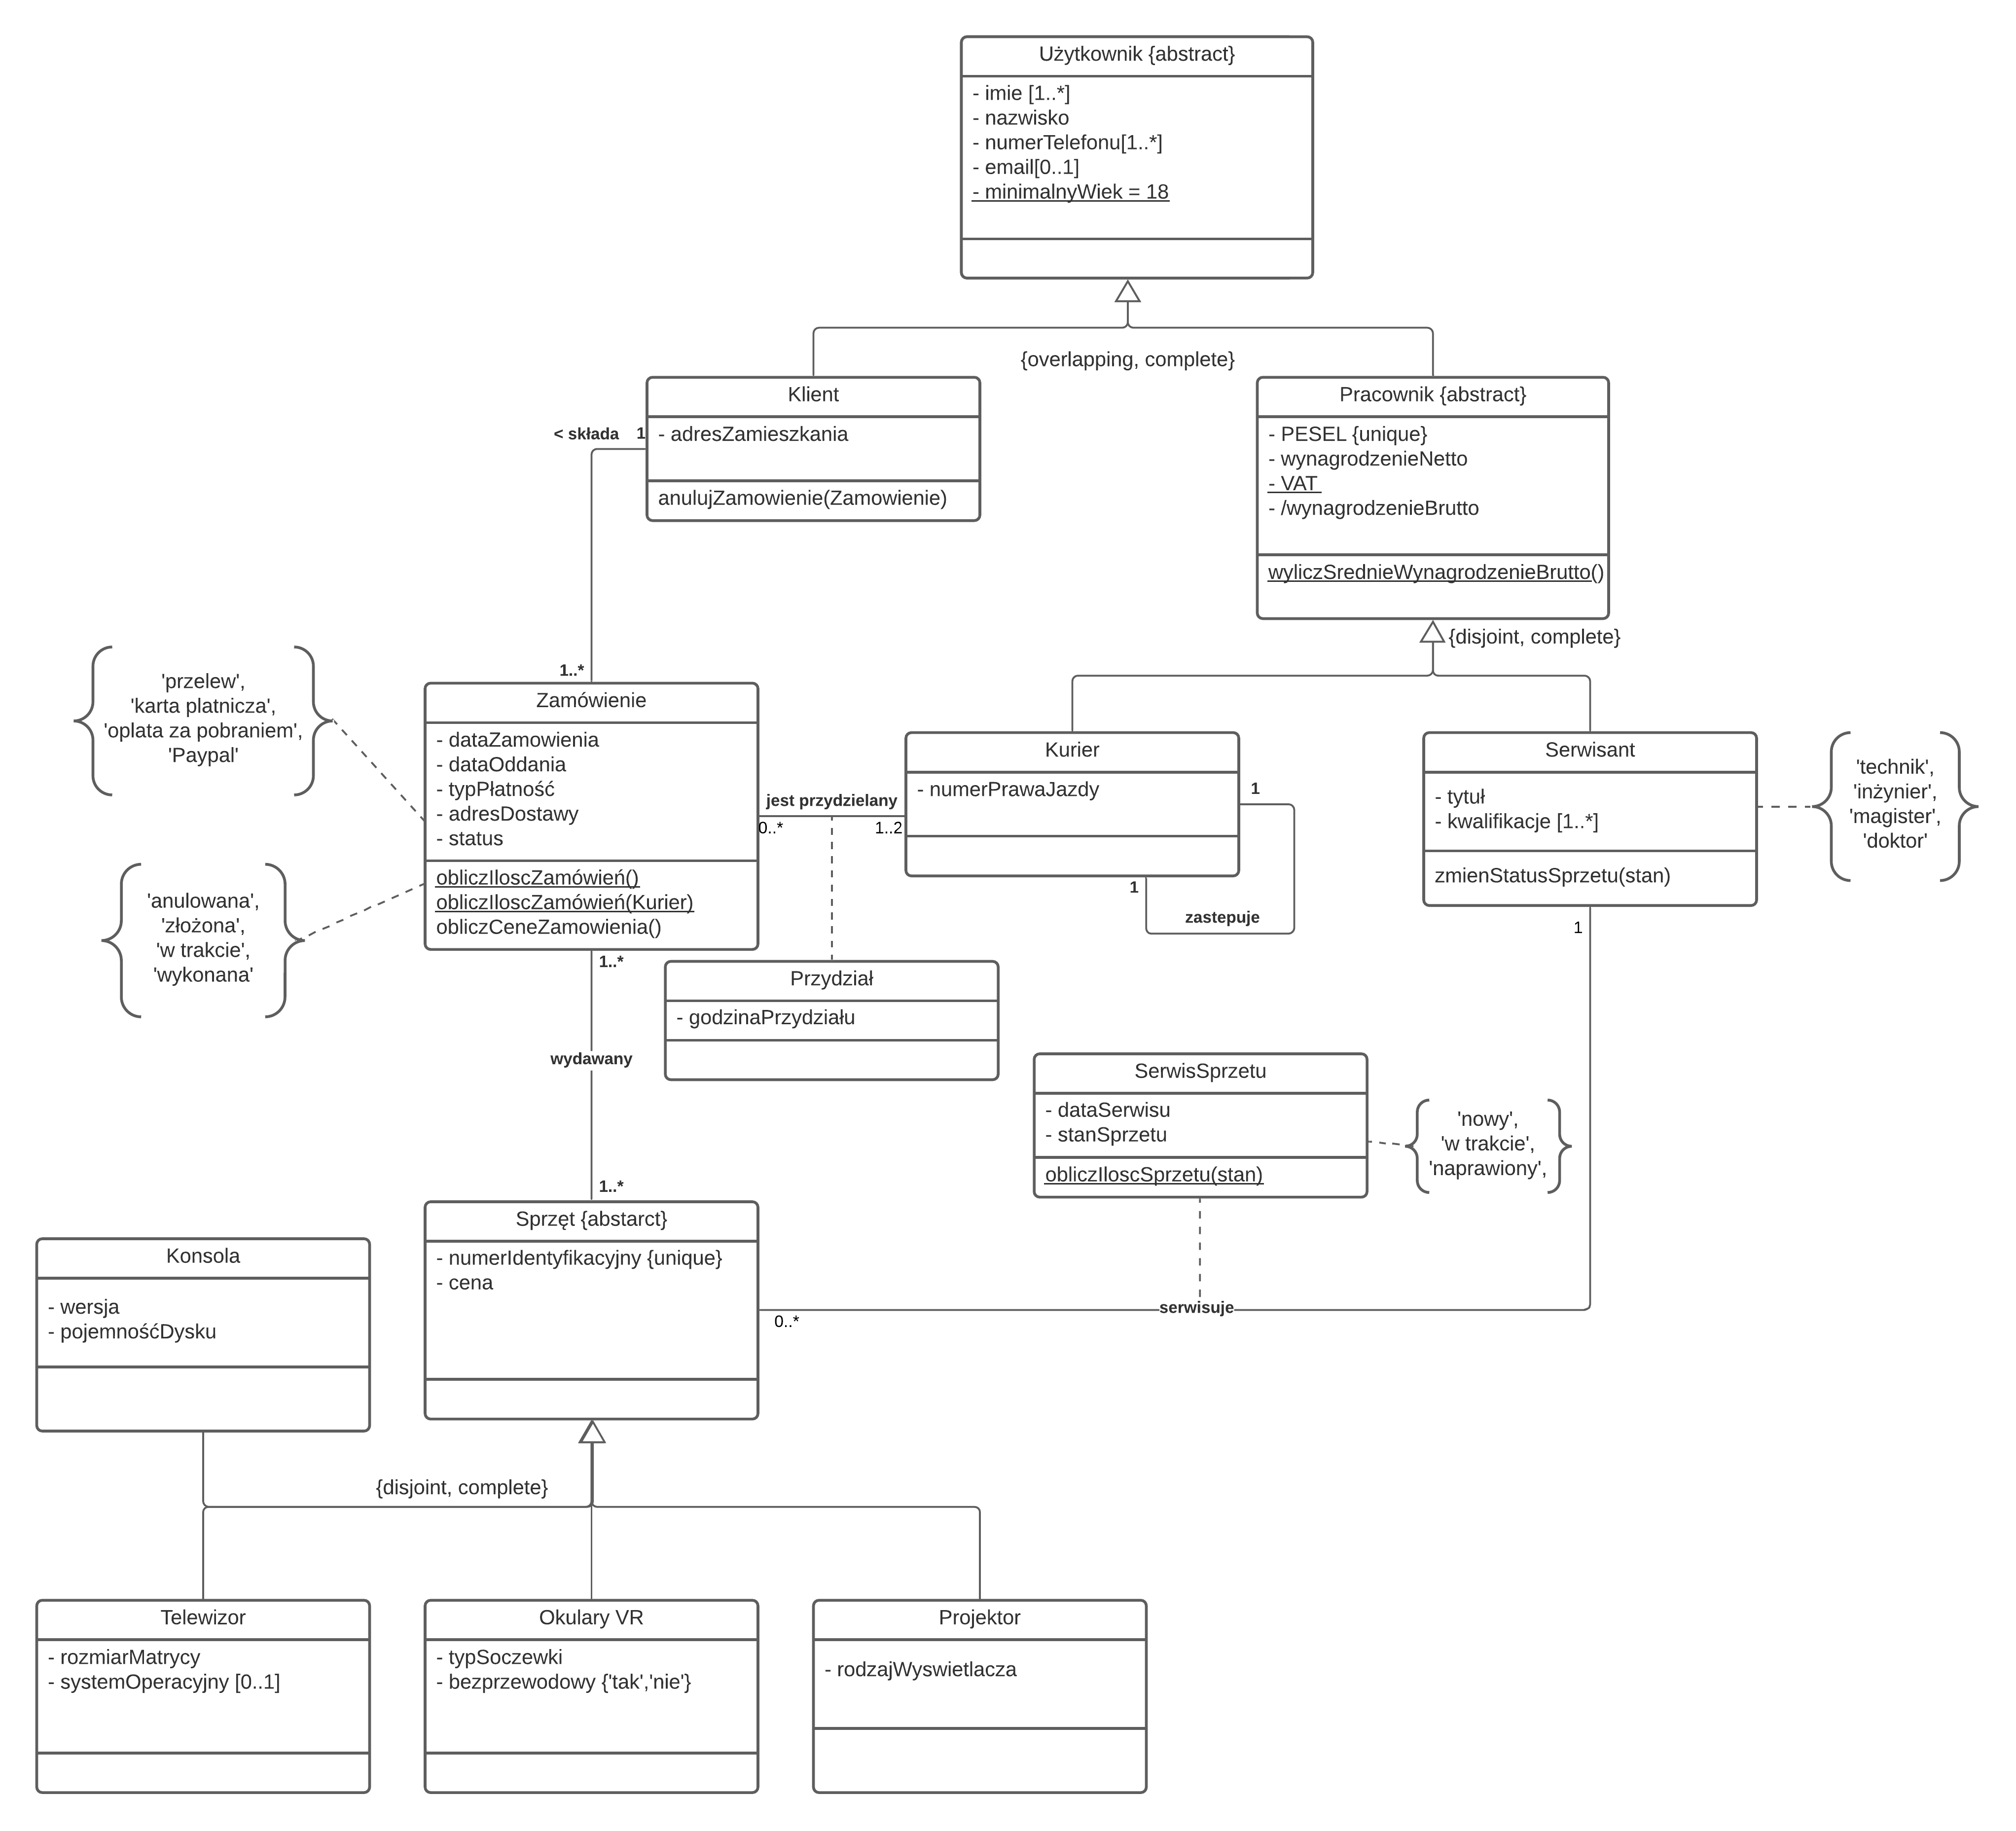 Użytkownik {abstract}
- imie [1..*]
- nazwisko
- numerTelefonu[1..*]
- email[0..1]
- minimalnyWiek = 18
{overlapping, complete}
Klient
- adresZamieszkania
anulujZamowienie(Zamowienie)
< składa 1
1..*
Pracownik {abstract}
- PESEL {unique}
- wynagrodzenieNetto
- VAT
- /wynagrodzenieBrutto
wyliczSrednieWynagrodzenieBrutto()
{disjoint, complete}
'przelew',
'karta platnicza',
'oplata za pobraniem',
'Paypal'
'anulowana',
'złożona',
'w trakcie',
'wykonana'
Zamówienie
- dataZamowienia
- dataOddania
- typPłatność
- adresDostawy
- status
obliczIloscZamówień()
obliczIloscZamówień(Kurier)
obliczCeneZamowienia()
jest przydzielany
0..* 1..2
Kurier
- numerPrawaJazdy
1
1
zastepuje
Serwisant
- tytuł
- kwalifikacje [1..*]
zmienStatusSprzetu(stan)
1
'technik',
'inżynier',
'magister',
'doktor'
Przydział
- godzinaPrzydziału
1..*
wydawany
1..*
SerwisSprzetu
- dataSerwisu
- stanSprzetu
obliczIloscSprzetu(stan)
'nowy',
'w trakcie',
'naprawiony',
Sprzęt {abstarct}
- numerIdentyfikacyjny {unique}
- cena
0..*
serwisuje
Konsola
- wersja
- pojemnośćDysku
{disjoint, complete}
Telewizor
- rozmiarMatrycy
- systemOperacyjny [0..1]
Okulary VR
- typSoczewki
- bezprzewodowy {'tak','nie'}
Projektor
- rodzajWyswietlacza